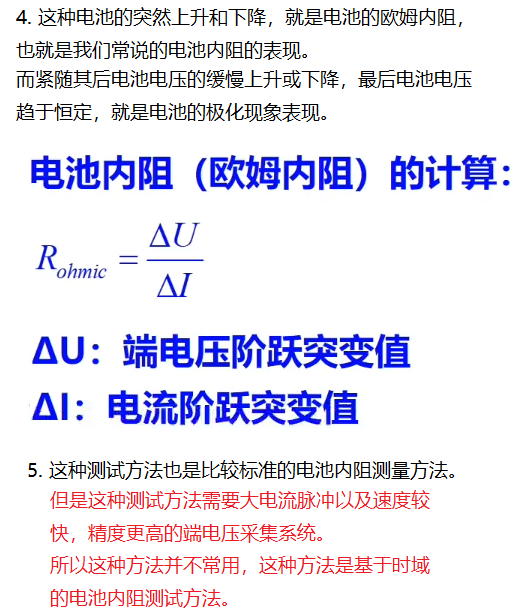 4. 这种电池的突然上升和下降，就是电池的欧姆内阻，
也就是我们常说的电池内阻的表现。
而紧随其后电池电压的缓慢上升或下降，最后电池电压
趋于恒定，就是电池的极化现象表现。
电池内阻（欧姆内阻）的计算：
R_ohmic = ΔU / ΔI
ΔU：端电压阶跃突变值
ΔI：电流阶跃突变值
5. 这种测试方法也是比较标准的电池内阻测量方法。
但是这种测试方法需要大电流脉冲以及速度较
快，精度更高的端电压采集系统。
所以这种方法并不常用，这种方法是基于时域
的电池内阻测试方法。